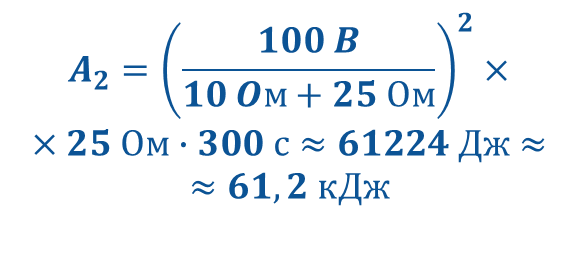 A₂ = (100 В / (10 Ом + 25 Ом))² ×
× 25 Ом · 300 с ≈ 61224 Дж ≈
≈ 61,2 кДж